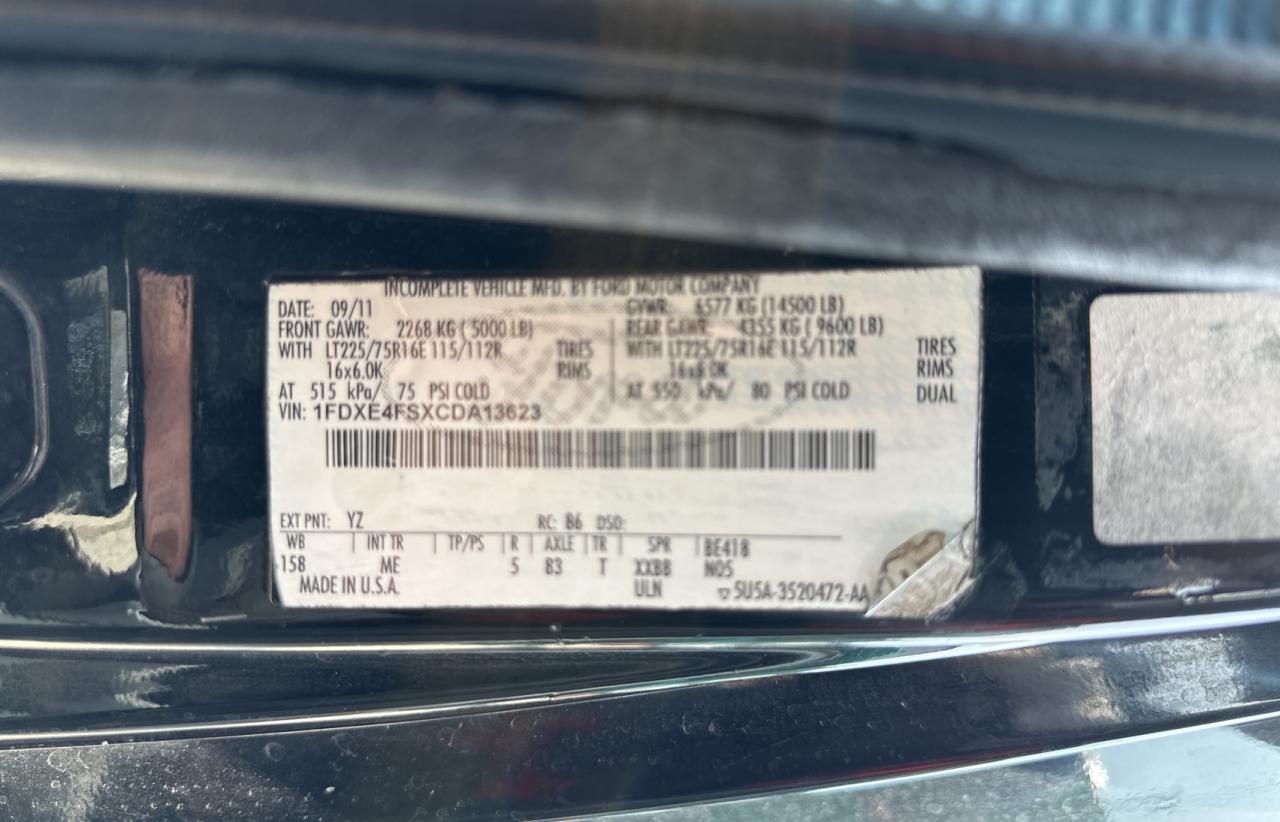 INCOMPLETE VEHICLE MFD. BY FORD MOTOR COMPANY
DATE: 09/11 GVWR: 6577 KG (14500 LB)
FRONT GAWR: 2268 KG ( 5000 LB) REAR GAWR: 4355 KG ( 9600 LB)
WITH LT225/75R16E 115/112R TIRES WITH LT225/75R16E 115/112R TIRES
16x6.0K RIMS 16x6.0K RIMS
AT 515 kPa/ 75 PSI COLD AT 550 kPa/ 80 PSI COLD DUAL
VIN: 1FDXE4FSXCDA13623
EXT PNT: YZ RC: 86 DSO:
WB INT TR TP/PS R AXLE TR SPR BE418
158 ME 5 83 T XXBB N05
MADE IN U.S.A. ULN ▽5U5A-3520472-AA